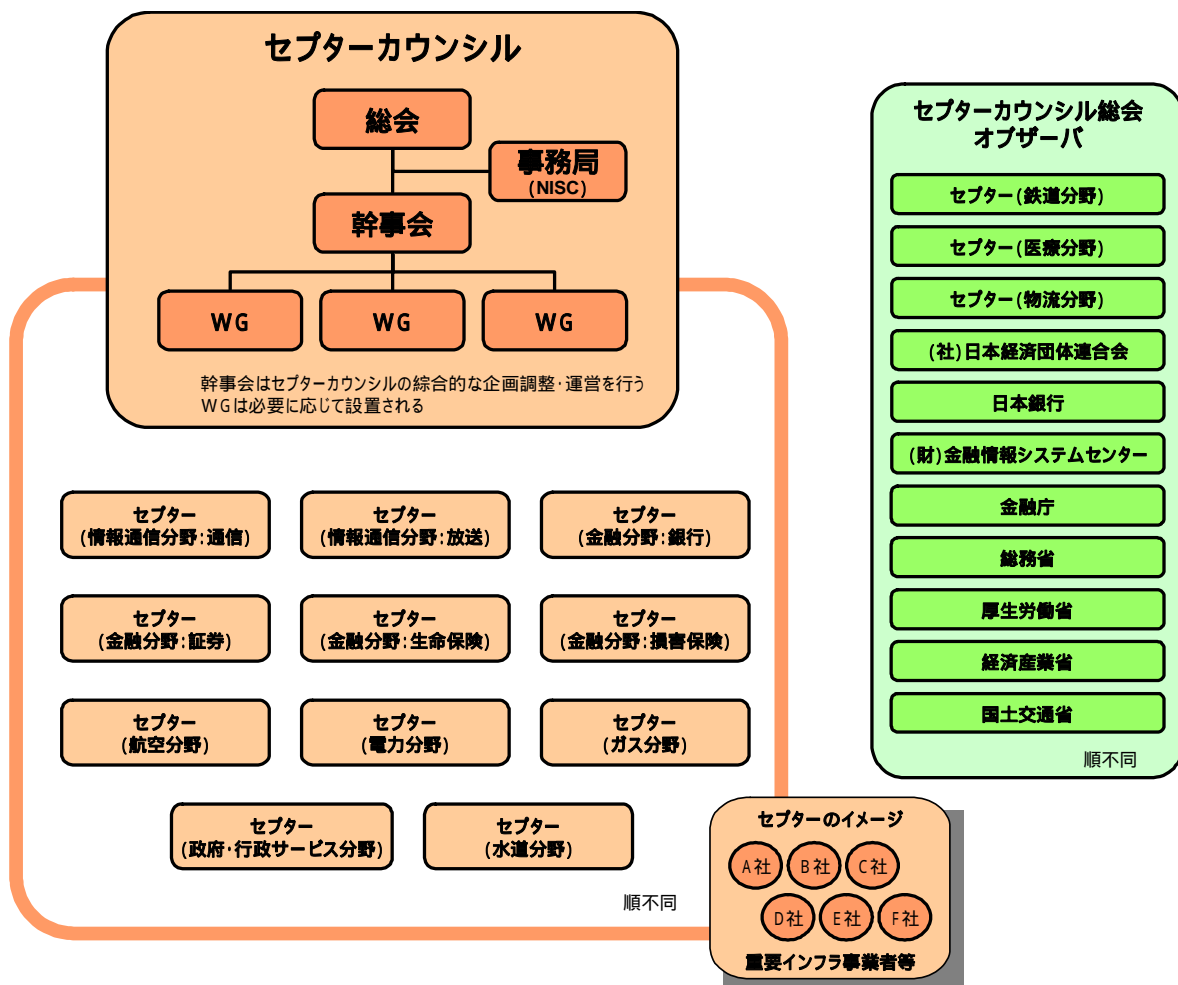 セプターカウンシル
総会
事務局
(NISC)
幹事会
WG
WG
WG
幹事会はセプターカウンシルの綜合的な企画調整・運営を行う
WGは必要に応じて設置される
セプター
(情報通信分野:通信)
セプター
(情報通信分野:放送)
セプター
(金融分野:銀行)
セプター
(金融分野:証券)
セプター
(金融分野:生命保険)
セプター
(金融分野:損害保険)
セプター
(航空分野)
セプター
(電力分野)
セプター
(ガス分野)
セプター
(政府・行政サービス分野)
セプター
(水道分野)
順不同
セプターのイメージ
A社
B社
C社
D社
E社
F社
重要インフラ事業者等
セプターカウンシル総会
オブザーバ
セプター(鉄道分野)
セプター(医療分野)
セプター(物流分野)
(社)日本経済団体連合会
日本銀行
(財)金融情報システムセンター
金融庁
総務省
厚生労働省
経済産業省
国土交通省
順不同